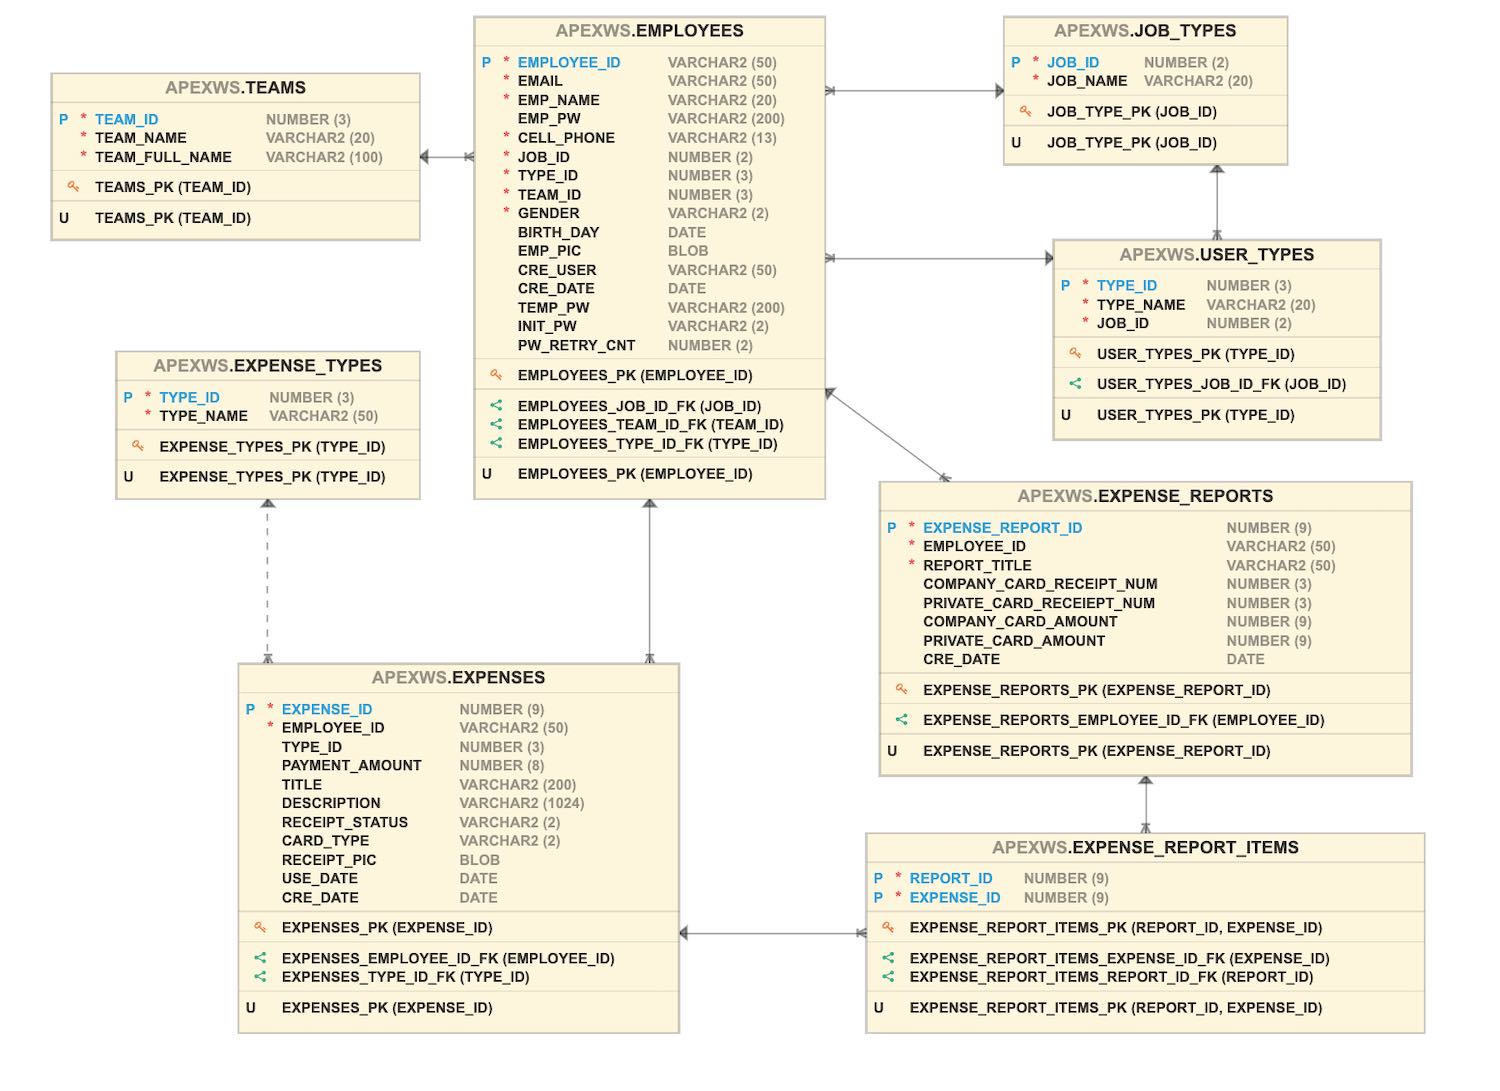 APEXWS.TEAMS
P * TEAM_ID NUMBER (3)
* TEAM_NAME VARCHAR2 (20)
* TEAM_FULL_NAME VARCHAR2 (100)
TEAMS_PK (TEAM_ID)
U TEAMS_PK (TEAM_ID)
APEXWS.EMPLOYEES
P * EMPLOYEE_ID VARCHAR2 (50)
* EMAIL VARCHAR2 (50)
* EMP_NAME VARCHAR2 (20)
EMP_PW VARCHAR2 (200)
* CELL_PHONE VARCHAR2 (13)
* JOB_ID NUMBER (2)
* TYPE_ID NUMBER (3)
* TEAM_ID NUMBER (3)
* GENDER VARCHAR2 (2)
BIRTH_DAY DATE
EMP_PIC BLOB
CRE_USER VARCHAR2 (50)
CRE_DATE DATE
TEMP_PW VARCHAR2 (200)
INIT_PW VARCHAR2 (2)
PW_RETRY_CNT NUMBER (2)
EMPLOYEES_PK (EMPLOYEE_ID)
EMPLOYEES_JOB_ID_FK (JOB_ID)
EMPLOYEES_TEAM_ID_FK (TEAM_ID)
EMPLOYEES_TYPE_ID_FK (TYPE_ID)
U EMPLOYEES_PK (EMPLOYEE_ID)
APEXWS.JOB_TYPES
P * JOB_ID NUMBER (2)
* JOB_NAME VARCHAR2 (20)
JOB_TYPE_PK (JOB_ID)
U JOB_TYPE_PK (JOB_ID)
APEXWS.USER_TYPES
P * TYPE_ID NUMBER (3)
* TYPE_NAME VARCHAR2 (20)
* JOB_ID NUMBER (2)
USER_TYPES_PK (TYPE_ID)
USER_TYPES_JOB_ID_FK (JOB_ID)
U USER_TYPES_PK (TYPE_ID)
APEXWS.EXPENSE_TYPES
P * TYPE_ID NUMBER (3)
* TYPE_NAME VARCHAR2 (50)
EXPENSE_TYPES_PK (TYPE_ID)
U EXPENSE_TYPES_PK (TYPE_ID)
APEXWS.EXPENSE_REPORTS
P * EXPENSE_REPORT_ID NUMBER (9)
* EMPLOYEE_ID VARCHAR2 (50)
* REPORT_TITLE VARCHAR2 (50)
COMPANY_CARD_RECEIPT_NUM NUMBER (3)
PRIVATE_CARD_RECEIEPT_NUM NUMBER (3)
COMPANY_CARD_AMOUNT NUMBER (9)
PRIVATE_CARD_AMOUNT NUMBER (9)
CRE_DATE DATE
EXPENSE_REPORTS_PK (EXPENSE_REPORT_ID)
EXPENSE_REPORTS_EMPLOYEE_ID_FK (EMPLOYEE_ID)
U EXPENSE_REPORTS_PK (EXPENSE_REPORT_ID)
APEXWS.EXPENSES
P * EXPENSE_ID NUMBER (9)
* EMPLOYEE_ID VARCHAR2 (50)
TYPE_ID NUMBER (3)
PAYMENT_AMOUNT NUMBER (8)
TITLE VARCHAR2 (200)
DESCRIPTION VARCHAR2 (1024)
RECEIPT_STATUS VARCHAR2 (2)
CARD_TYPE VARCHAR2 (2)
RECEIPT_PIC BLOB
USE_DATE DATE
CRE_DATE DATE
EXPENSES_PK (EXPENSE_ID)
EXPENSES_EMPLOYEE_ID_FK (EMPLOYEE_ID)
EXPENSES_TYPE_ID_FK (TYPE_ID)
U EXPENSES_PK (EXPENSE_ID)
APEXWS.EXPENSE_REPORT_ITEMS
P * REPORT_ID NUMBER (9)
P * EXPENSE_ID NUMBER (9)
EXPENSE_REPORT_ITEMS_PK (REPORT_ID, EXPENSE_ID)
EXPENSE_REPORT_ITEMS_EXPENSE_ID_FK (EXPENSE_ID)
EXPENSE_REPORT_ITEMS_REPORT_ID_FK (REPORT_ID)
U EXPENSE_REPORT_ITEMS_PK (REPORT_ID, EXPENSE_ID)